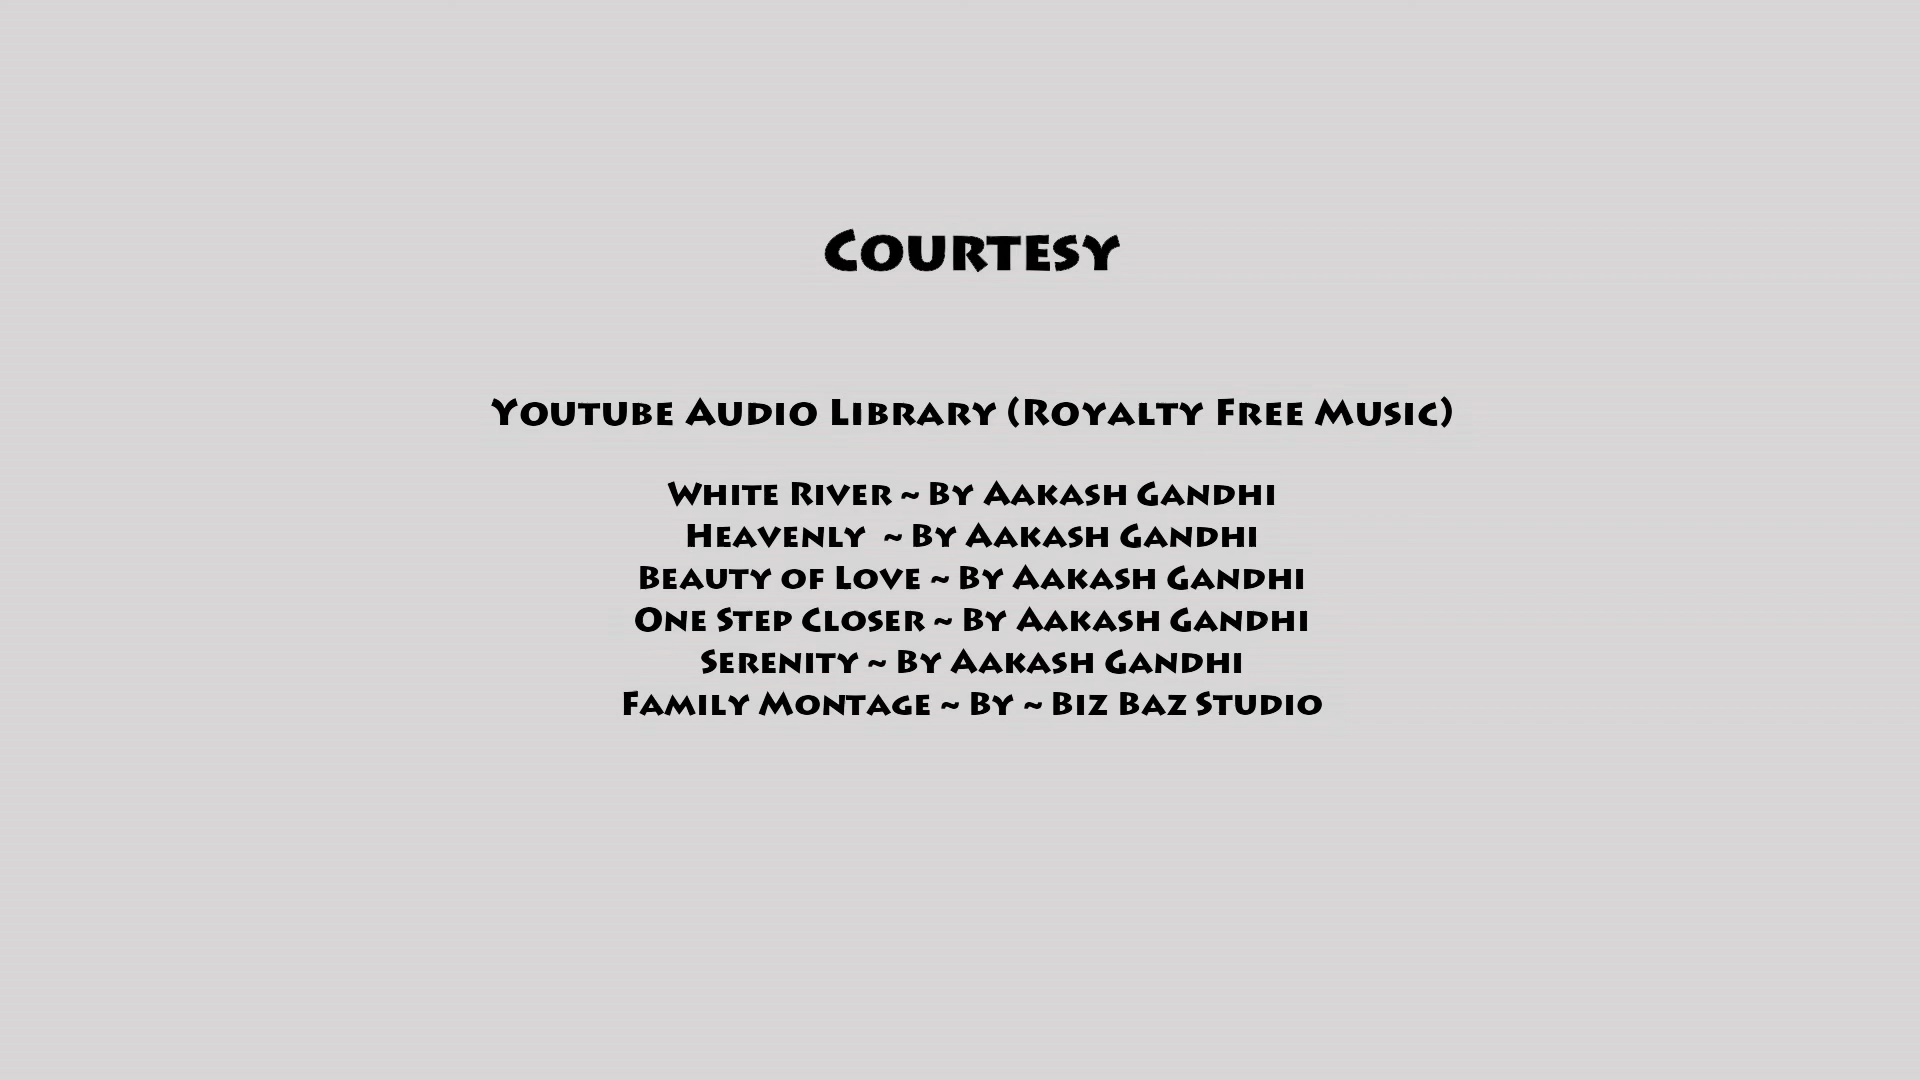 Courtesy
Youtube Audio Library (Royalty Free Music)
White River ~ By Aakash Gandhi
Heavenly  ~ By Aakash Gandhi
Beauty of Love ~ By Aakash Gandhi
One Step Closer ~ By Aakash Gandhi
Serenity ~ By Aakash Gandhi
Family Montage ~ By ~ Biz Baz Studio